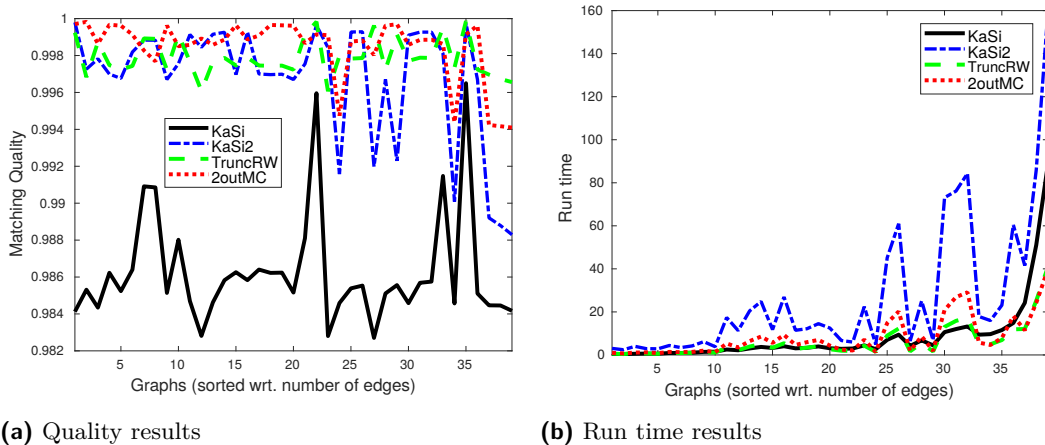 1
0.998
0.996
0.994
0.992
0.99
0.988
0.986
0.984
0.982
Matching Quality
KaSi
KaSi2
TruncRW
2outMC
5 10 15 20 25 30 35
Graphs (sorted wrt. number of edges)
(a) Quality results
160
140
120
100
80
60
40
20
0
Run time
KaSi
KaSi2
TruncRW
2outMC
5 10 15 20 25 30 35
Graphs (sorted wrt. number of edges)
(b) Run time results